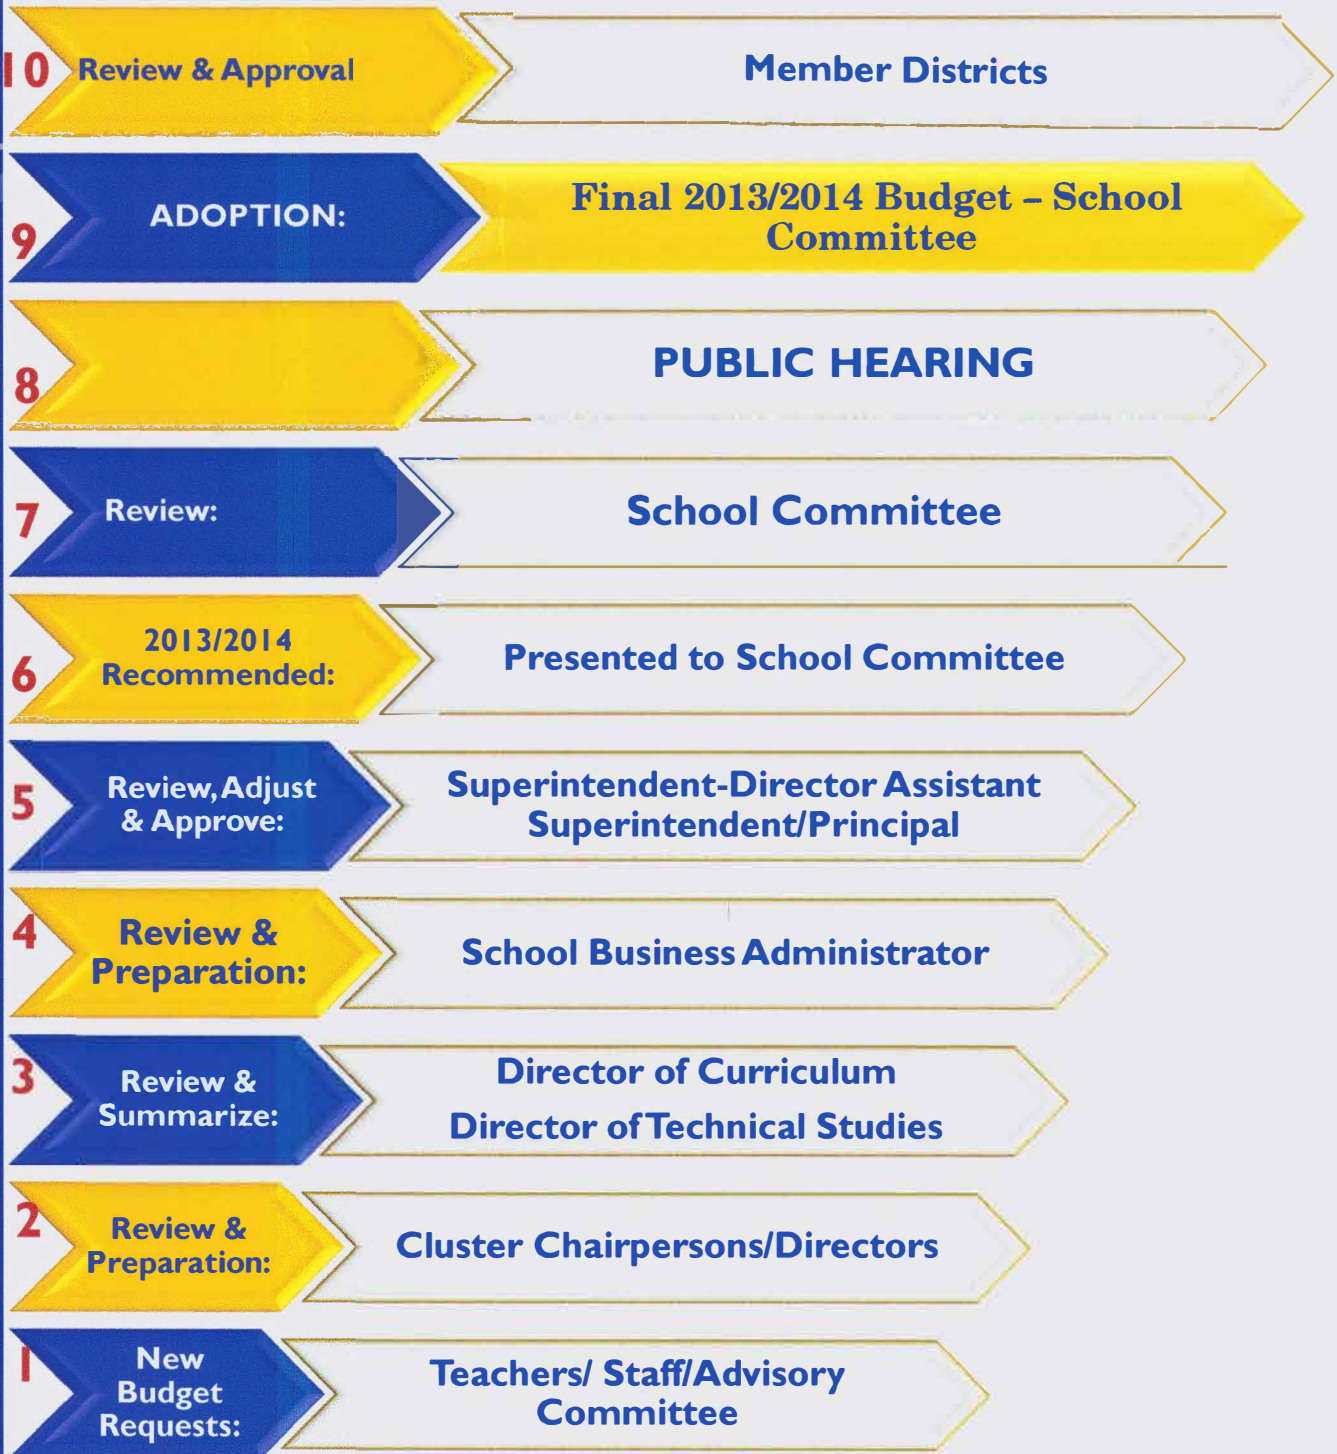 10
Review & Approval
Member Districts
9
ADOPTION:
Final 2013/2014 Budget – School
Committee
8
PUBLIC HEARING
7
Review:
School Committee
6
2013/2014
Recommended:
Presented to School Committee
5
Review, Adjust
& Approve:
Superintendent-Director Assistant
Superintendent/Principal
4
Review &
Preparation:
School Business Administrator
3
Review &
Summarize:
Director of Curriculum
Director of Technical Studies
2
Review &
Preparation:
Cluster Chairpersons/Directors
1
New
Budget
Requests:
Teachers/ Staff/Advisory
Committee